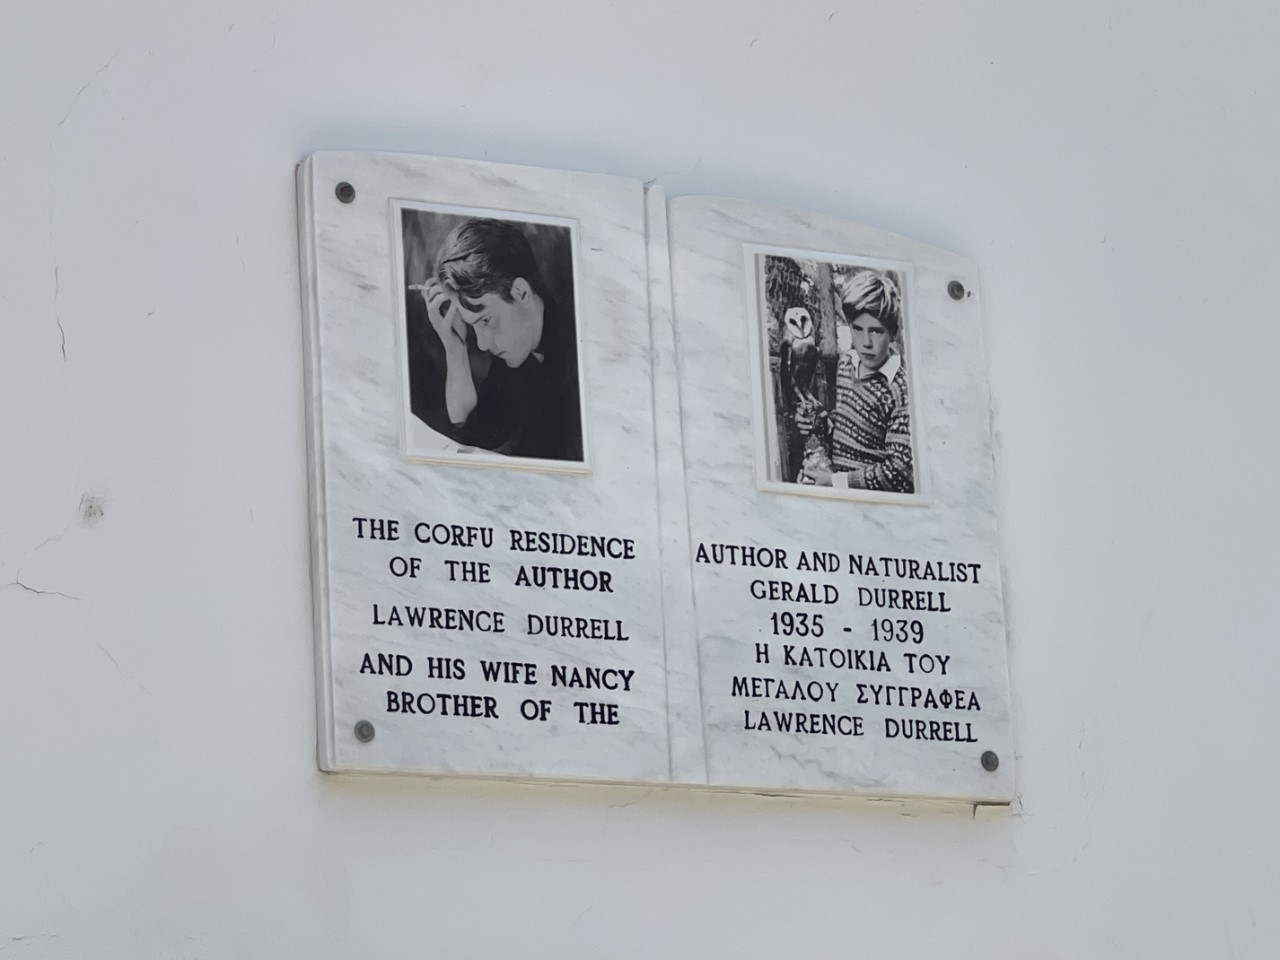 THE CORFU RESIDENCE
OF THE AUTHOR
LAWRENCE DURRELL
AND HIS WIFE NANCY
BROTHER OF THE
AUTHOR AND NATURALIST
GERALD DURRELL
1935 - 1939
Η ΚΑΤΟΙΚΙΑ ΤΟΥ
ΜΕΓΑΛΟΥ ΣΥΓΓΡΑΦΕΑ
LAWRENCE DURRELL